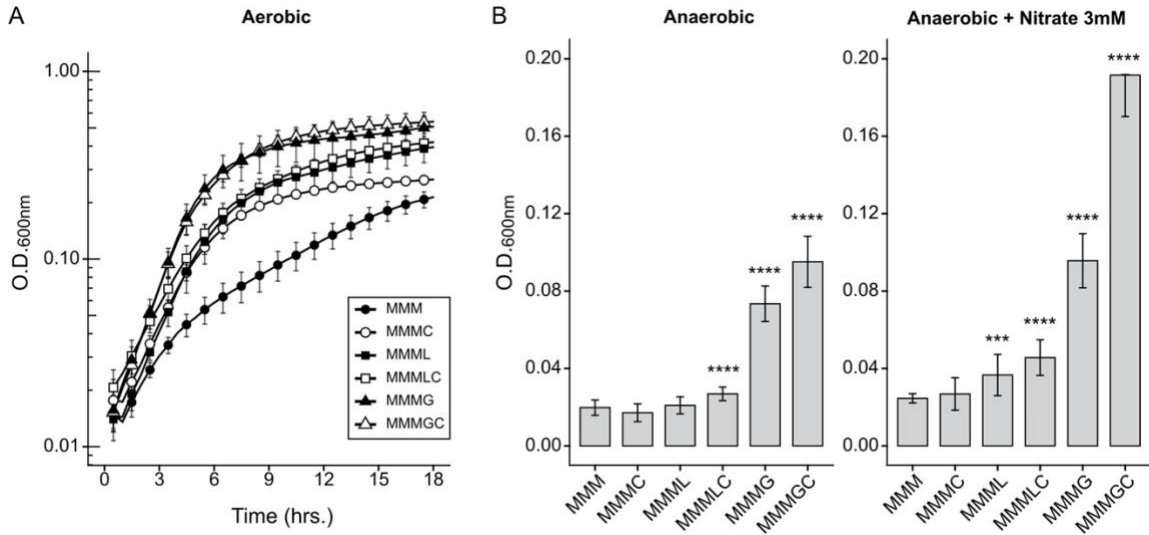 A
Aerobic
O.D.600nm
1.00
0.10
0.01
0 3 6 9 12 15 18
Time (hrs.)
MMM
MMMC
MMML
MMMLC
MMMG
MMMGC
B
Anaerobic
O.D.600nm
0.20
0.16
0.12
0.08
0.04
0.00
****
****
****
MMM MMMC MMML MMMLC MMMG MMMGC
Anaerobic + Nitrate 3mM
0.20
0.16
0.12
0.08
0.04
0.00
***
****
****
****
MMM MMMC MMML MMMLC MMMG MMMGC